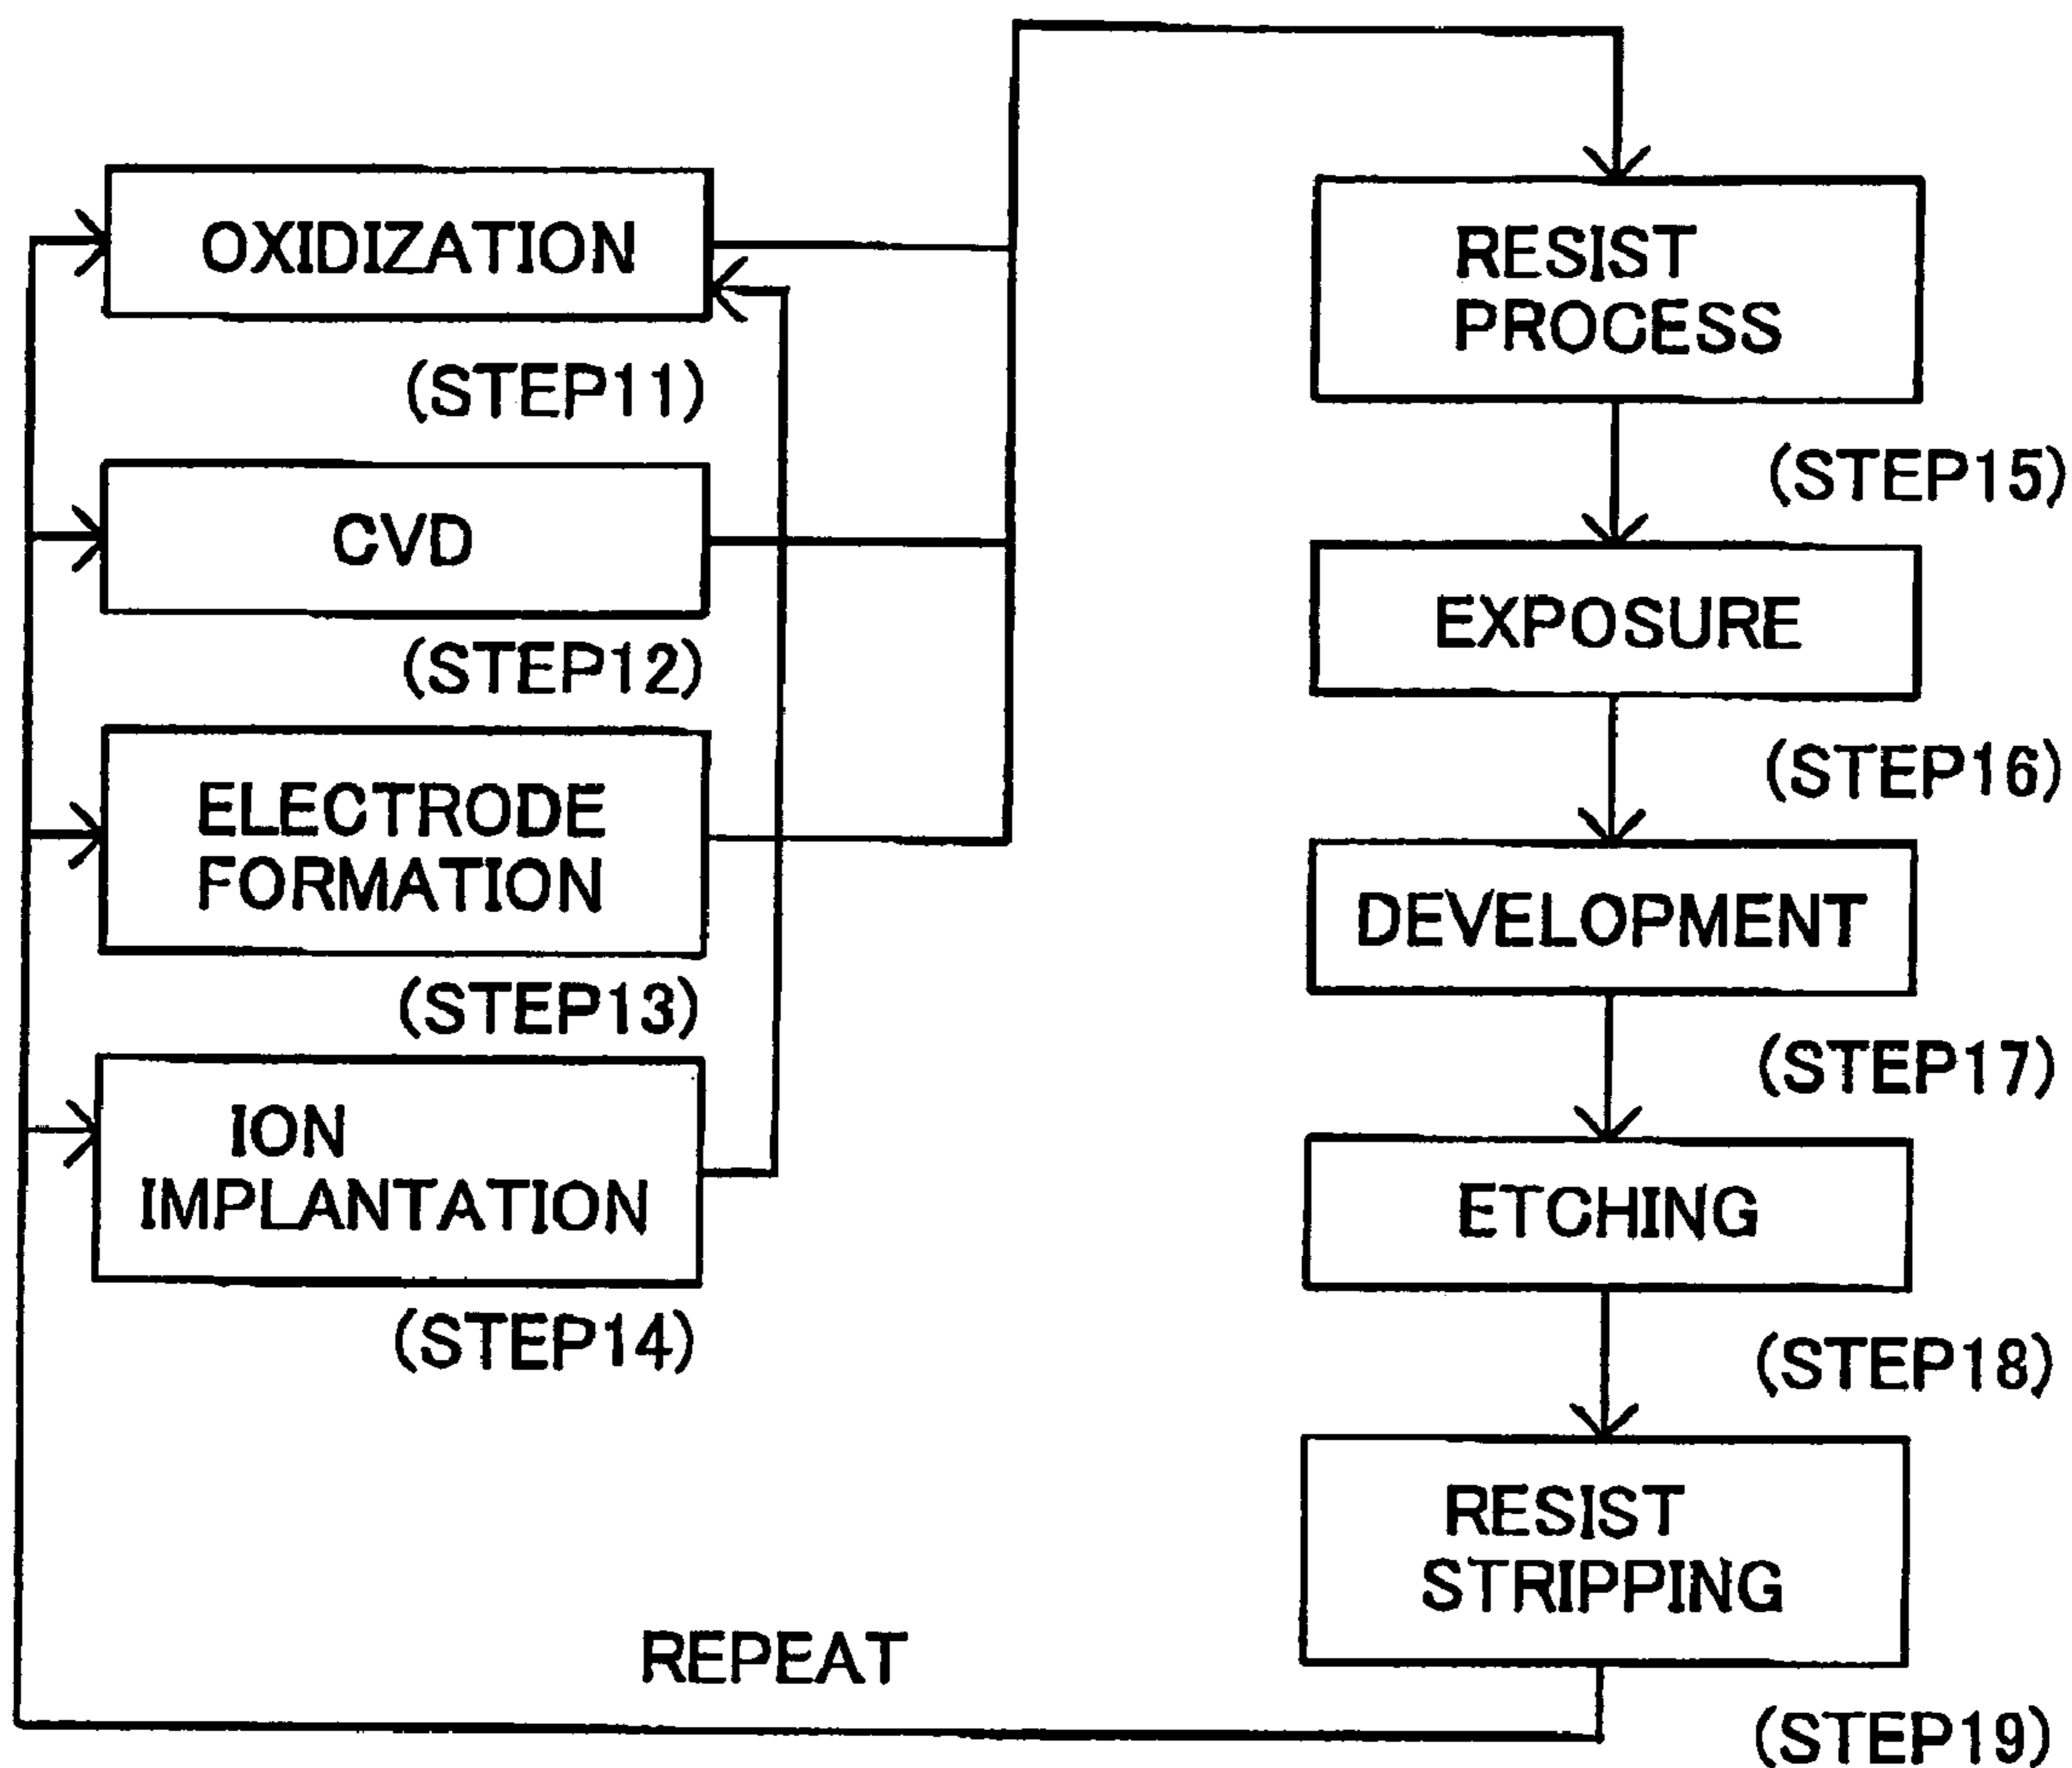 OXIDIZATION
(STEP11)
CVD
(STEP12)
ELECTRODE
FORMATION
(STEP13)
ION
IMPLANTATION
(STEP14)
RESIST
PROCESS
(STEP15)
EXPOSURE
(STEP16)
DEVELOPMENT
(STEP17)
ETCHING
(STEP18)
RESIST
STRIPPING
(STEP19)
REPEAT